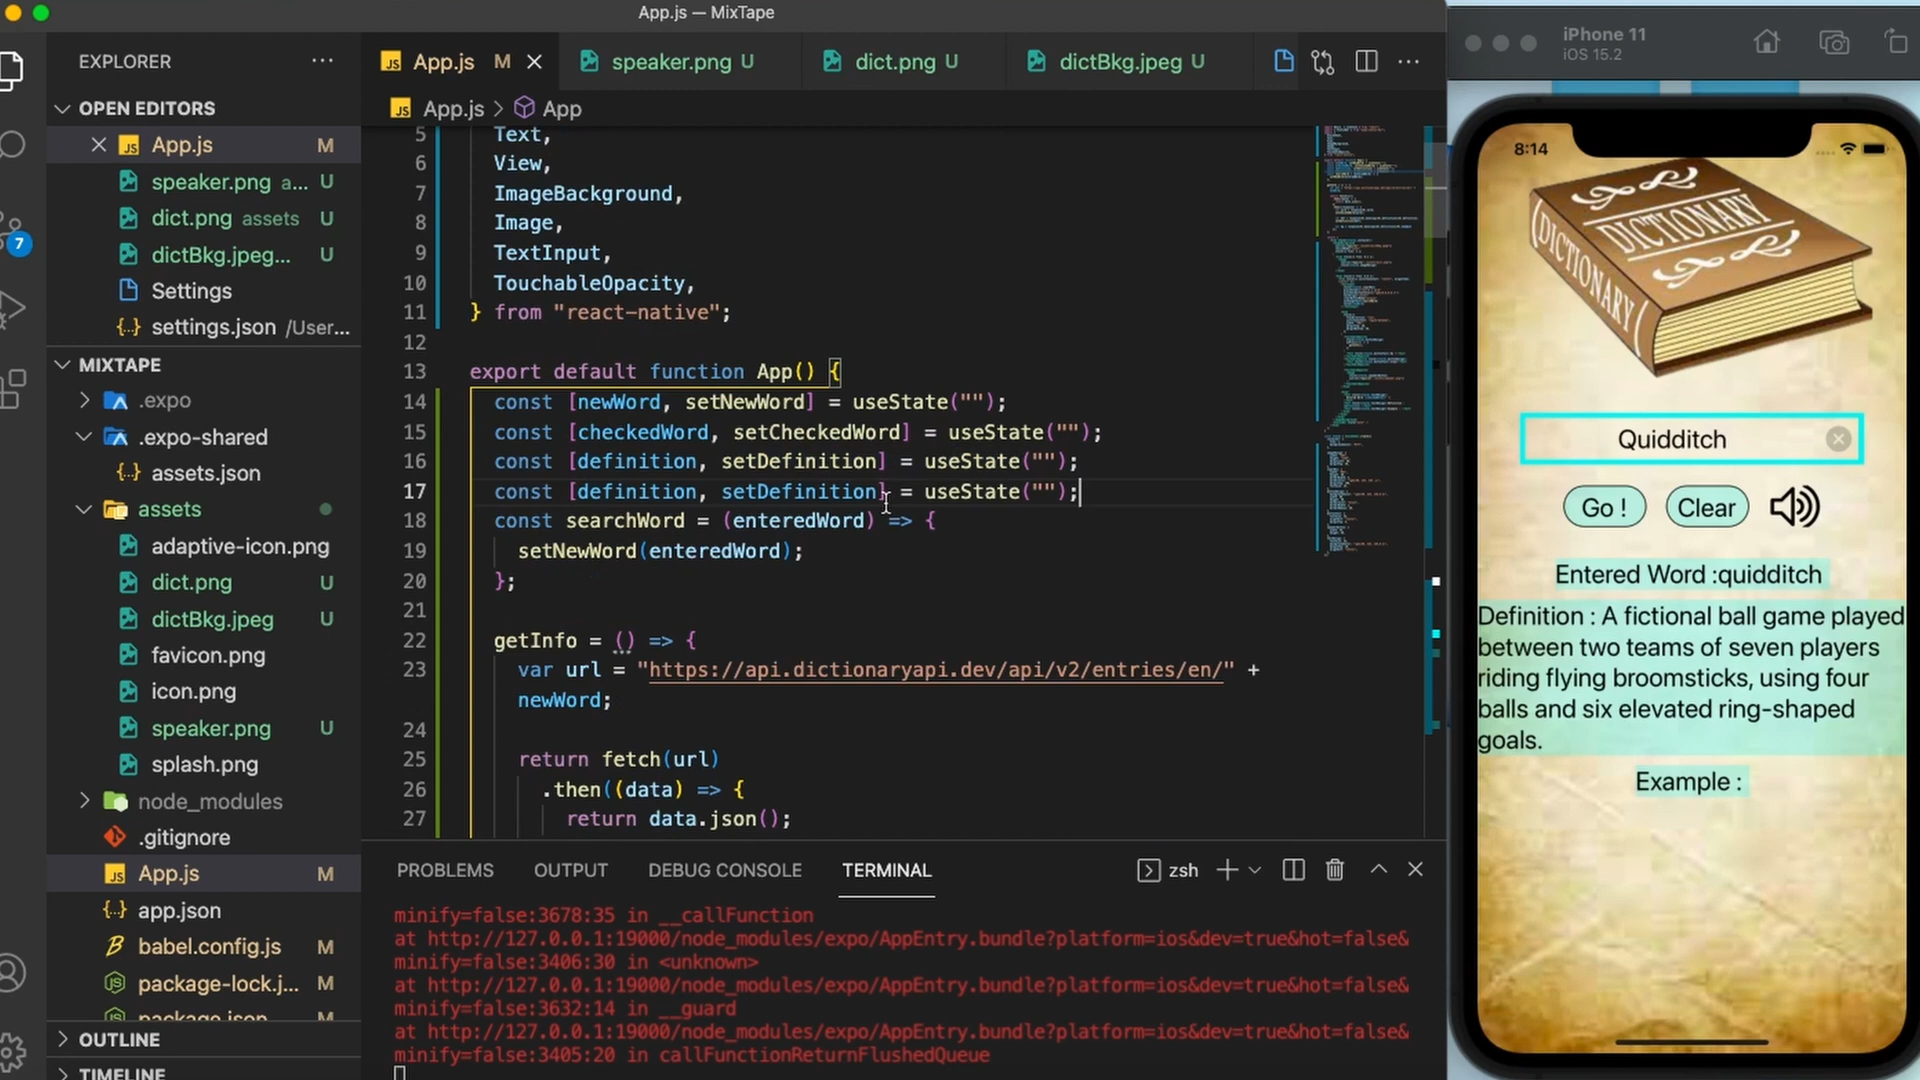 App.js — MixTape
EXPLORER
OPEN EDITORS
App.js M
speaker.png a... U
dict.png assets U
dictBkg.jpeg... U
Settings
settings.json /User...
MIXTAPE
.expo
.expo-shared
assets.json
assets
adaptive-icon.png
dict.png U
dictBkg.jpeg U
favicon.png
icon.png
speaker.png U
splash.png
node_modules
.gitignore
App.js M
app.json
babel.config.js M
package-lock.j... M
package.json M
OUTLINE
TIMELINE
7
App.js M
speaker.png U
dict.png U
dictBkg.jpeg U
App.js > App
5 Text,
6 View,
7 ImageBackground,
8 Image,
9 TextInput,
10 TouchableOpacity,
11 } from "react-native";
12
13 export default function App() {
14 const [newWord, setNewWord] = useState("");
15 const [checkedWord, setCheckedWord] = useState("");
16 const [definition, setDefinition] = useState("");
17 const [definition, setDefinition] = useState("");
18 const searchWord = (enteredWord) => {
19 setNewWord(enteredWord);
20 };
21
22 getInfo = () => {
23 var url = "https://api.dictionaryapi.dev/api/v2/entries/en/" +
newWord;
24
25 return fetch(url)
26 .then((data) => {
27 return data.json();
PROBLEMS
OUTPUT
DEBUG CONSOLE
TERMINAL
zsh
minify=false:3678:35 in __callFunction
at http://127.0.0.1:19000/node_modules/expo/AppEntry.bundle?platform=ios&dev=true&hot=false&
minify=false:3406:30 in <unknown>
at http://127.0.0.1:19000/node_modules/expo/AppEntry.bundle?platform=ios&dev=true&hot=false&
minify=false:3632:14 in __guard
at http://127.0.0.1:19000/node_modules/expo/AppEntry.bundle?platform=ios&dev=true&hot=false&
minify=false:3405:20 in callFunctionReturnFlushedQueue
iPhone 11
iOS 15.2
8:14
DICTIONARY
DICTIONARY
Quidditch
Go !
Clear
Entered Word :quidditch
Definition : A fictional ball game played
between two teams of seven players
riding flying broomsticks, using four
balls and six elevated ring-shaped
goals.
Example :